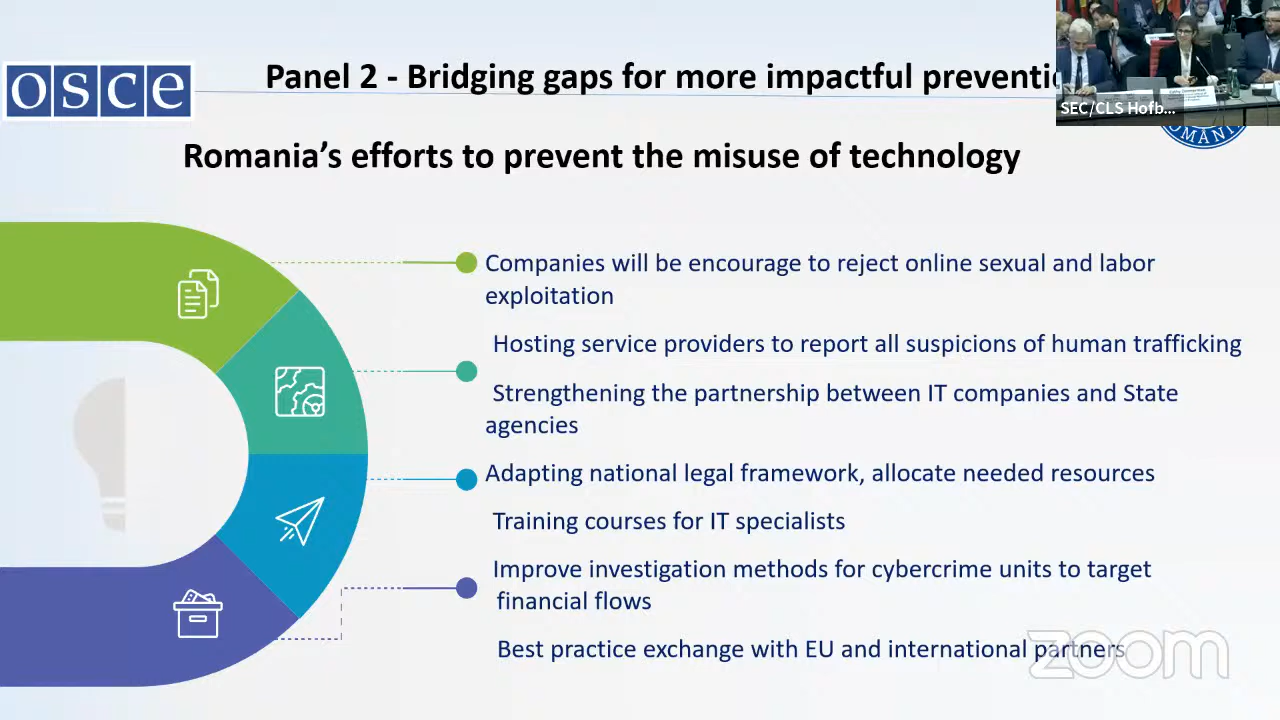 osce
Panel 2 - Bridging gaps for more impactful preventi
SEC/CLS Hofb...
Romania's efforts to prevent the misuse of technology
Companies will be encourage to reject online sexual and labor
exploitation
Hosting service providers to report all suspicions of human trafficking
Strengthening the partnership between IT companies and State
agencies
Adapting national legal framework, allocate needed resources
Training courses for IT specialists
Improve investigation methods for cybercrime units to target
financial flows
Best practice exchange with EU and international partners
zoom